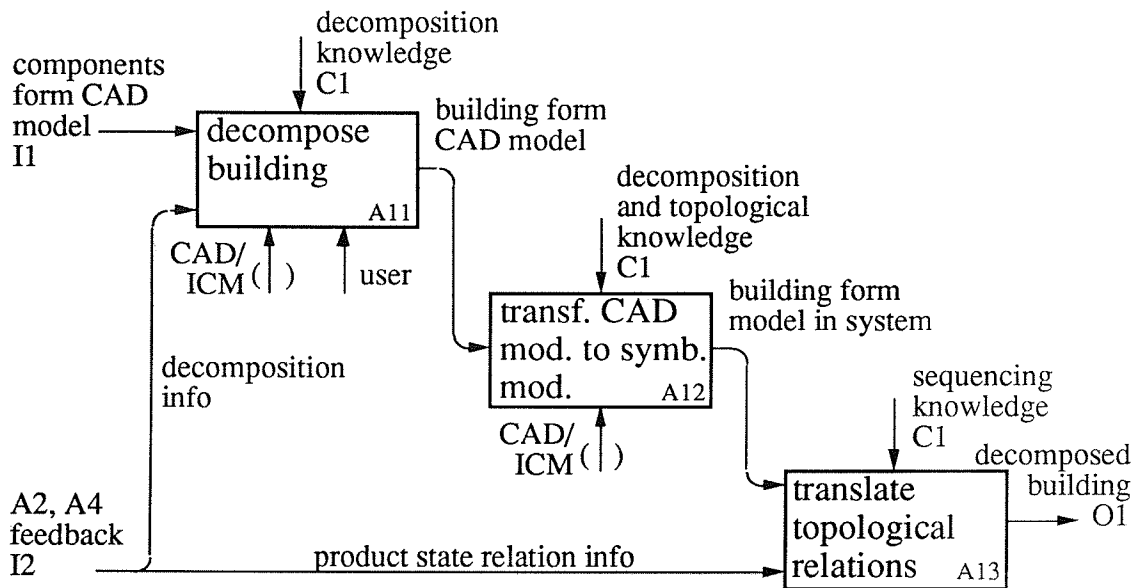 decomposition
knowledge
C1
components
form CAD
model
I1
decompose
building
A11
building form
CAD model
CAD/
ICM ( )
user
decomposition
and topological
knowledge
C1
transf. CAD
mod. to symb.
mod.
A12
building form
model in system
decomposition
info
CAD/
ICM ( )
sequencing
knowledge
C1
decomposed
building
O1
translate
topological
relations
A13
A2, A4
feedback
I2
product state relation info